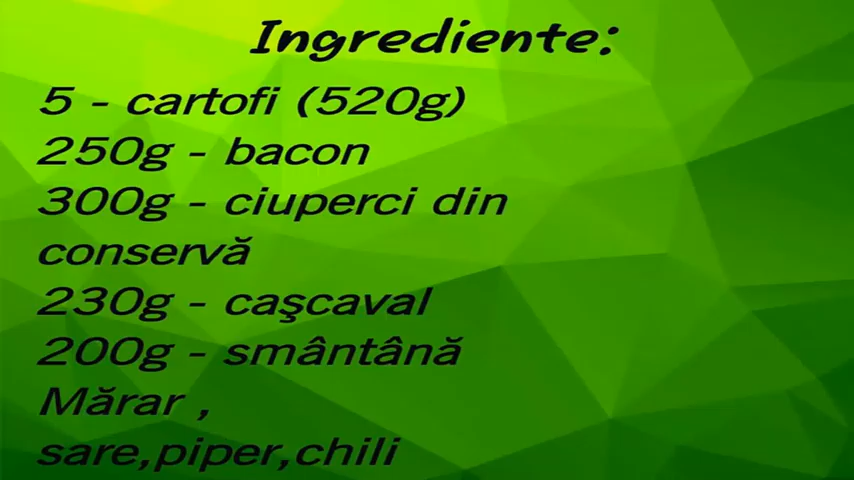 Ingrediente:
5 - cartofi (520g)
250g - bacon
300g - ciuperci din
conservă
230g - caşcaval
200g - smântână
Mărar ,
sare,piper,chili